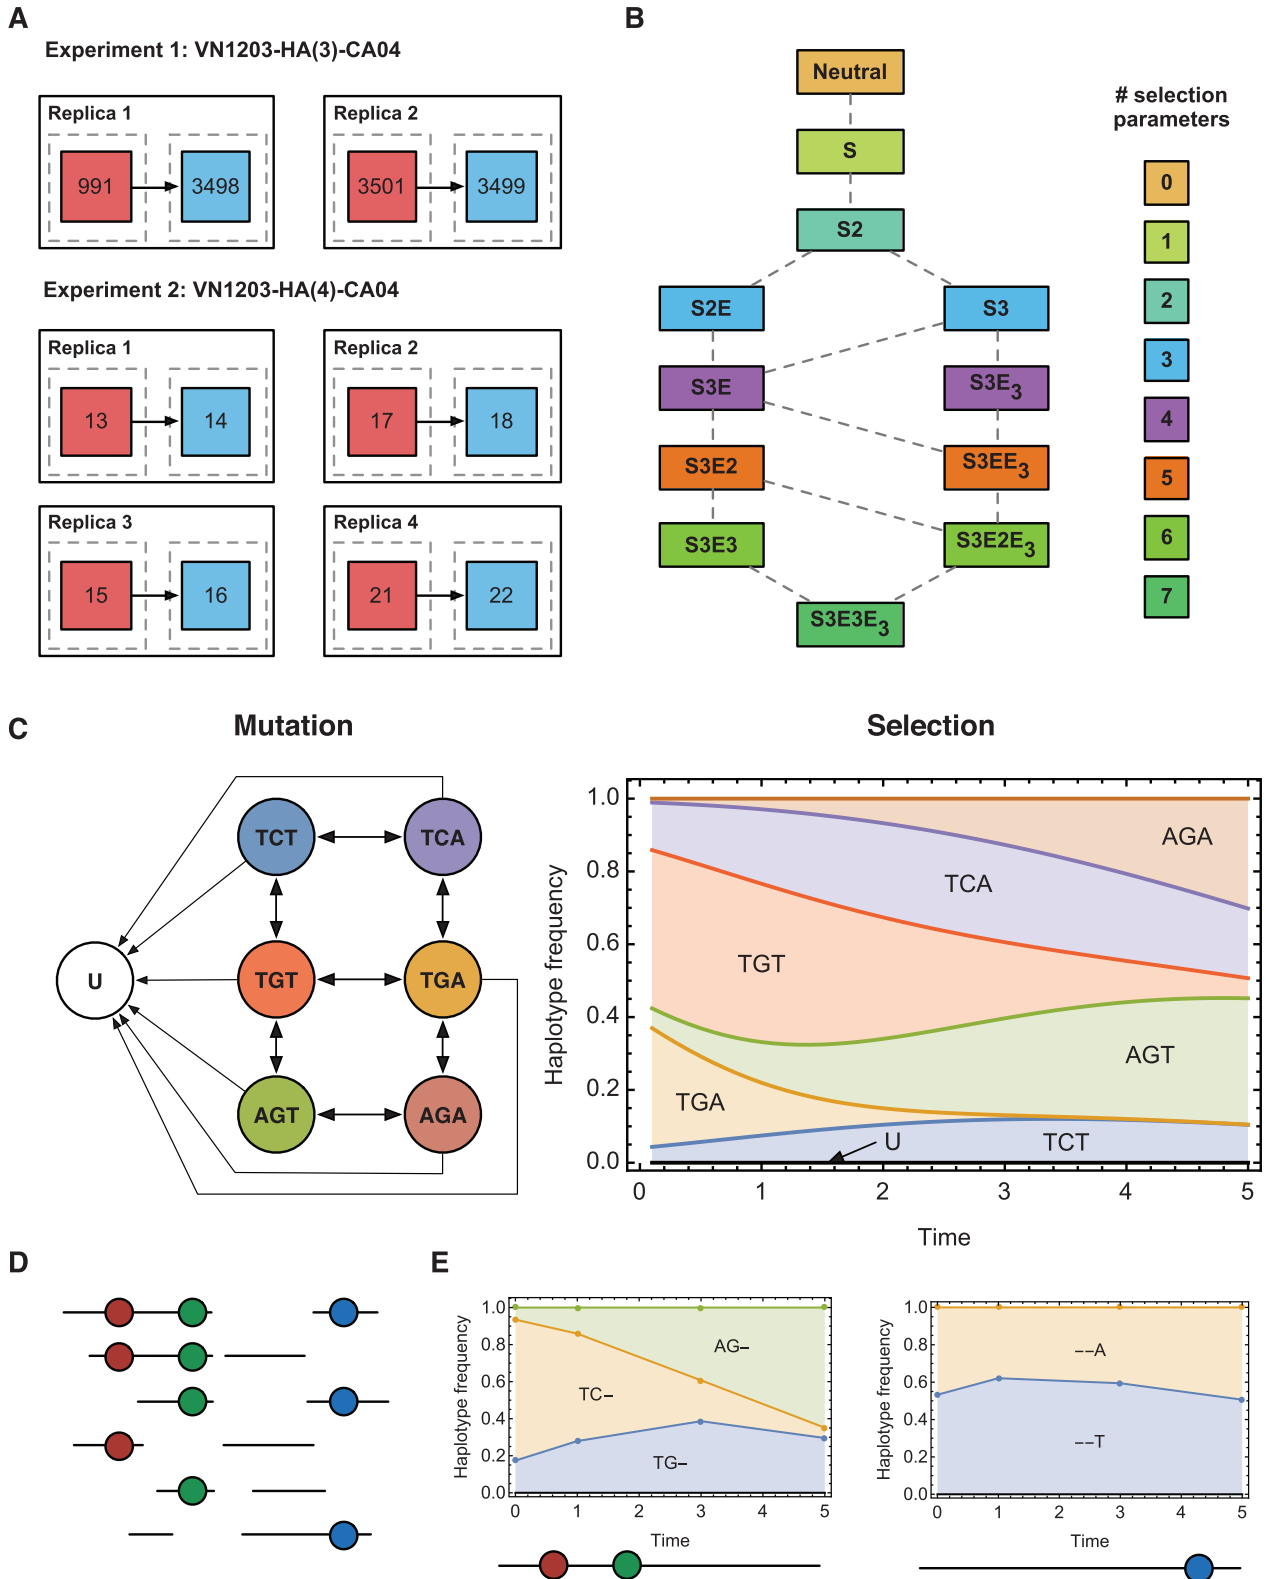 A
Experiment 1: VN1203-HA(3)-CA04
Replica 1
991
3498
Replica 2
3501
3499
Experiment 2: VN1203-HA(4)-CA04
Replica 1
13
14
Replica 2
17
18
Replica 3
15
16
Replica 4
21
22
B
Neutral
S
S2
S2E
S3
S3E
S3E3
S3E2
S3EE3
S3E3
S3E2E3
S3E3E3
# selection
parameters
0
1
2
3
4
5
6
7
C
Mutation
TCT
TCA
U
TGT
TGA
AGT
AGA
Selection
Haplotype frequency
1.0
0.8
0.6
0.4
0.2
0.0
AGA
TCA
TGT
AGT
TGA
U
TCT
0 1 2 3 4 5
Time
D
E
Haplotype frequency
1.0
0.8
0.6
0.4
0.2
0.0
AG–
TC–
TG–
0 1 2 3 4 5
Time
Haplotype frequency
1.0
0.8
0.6
0.4
0.2
0.0
––A
––T
0 1 2 3 4 5
Time